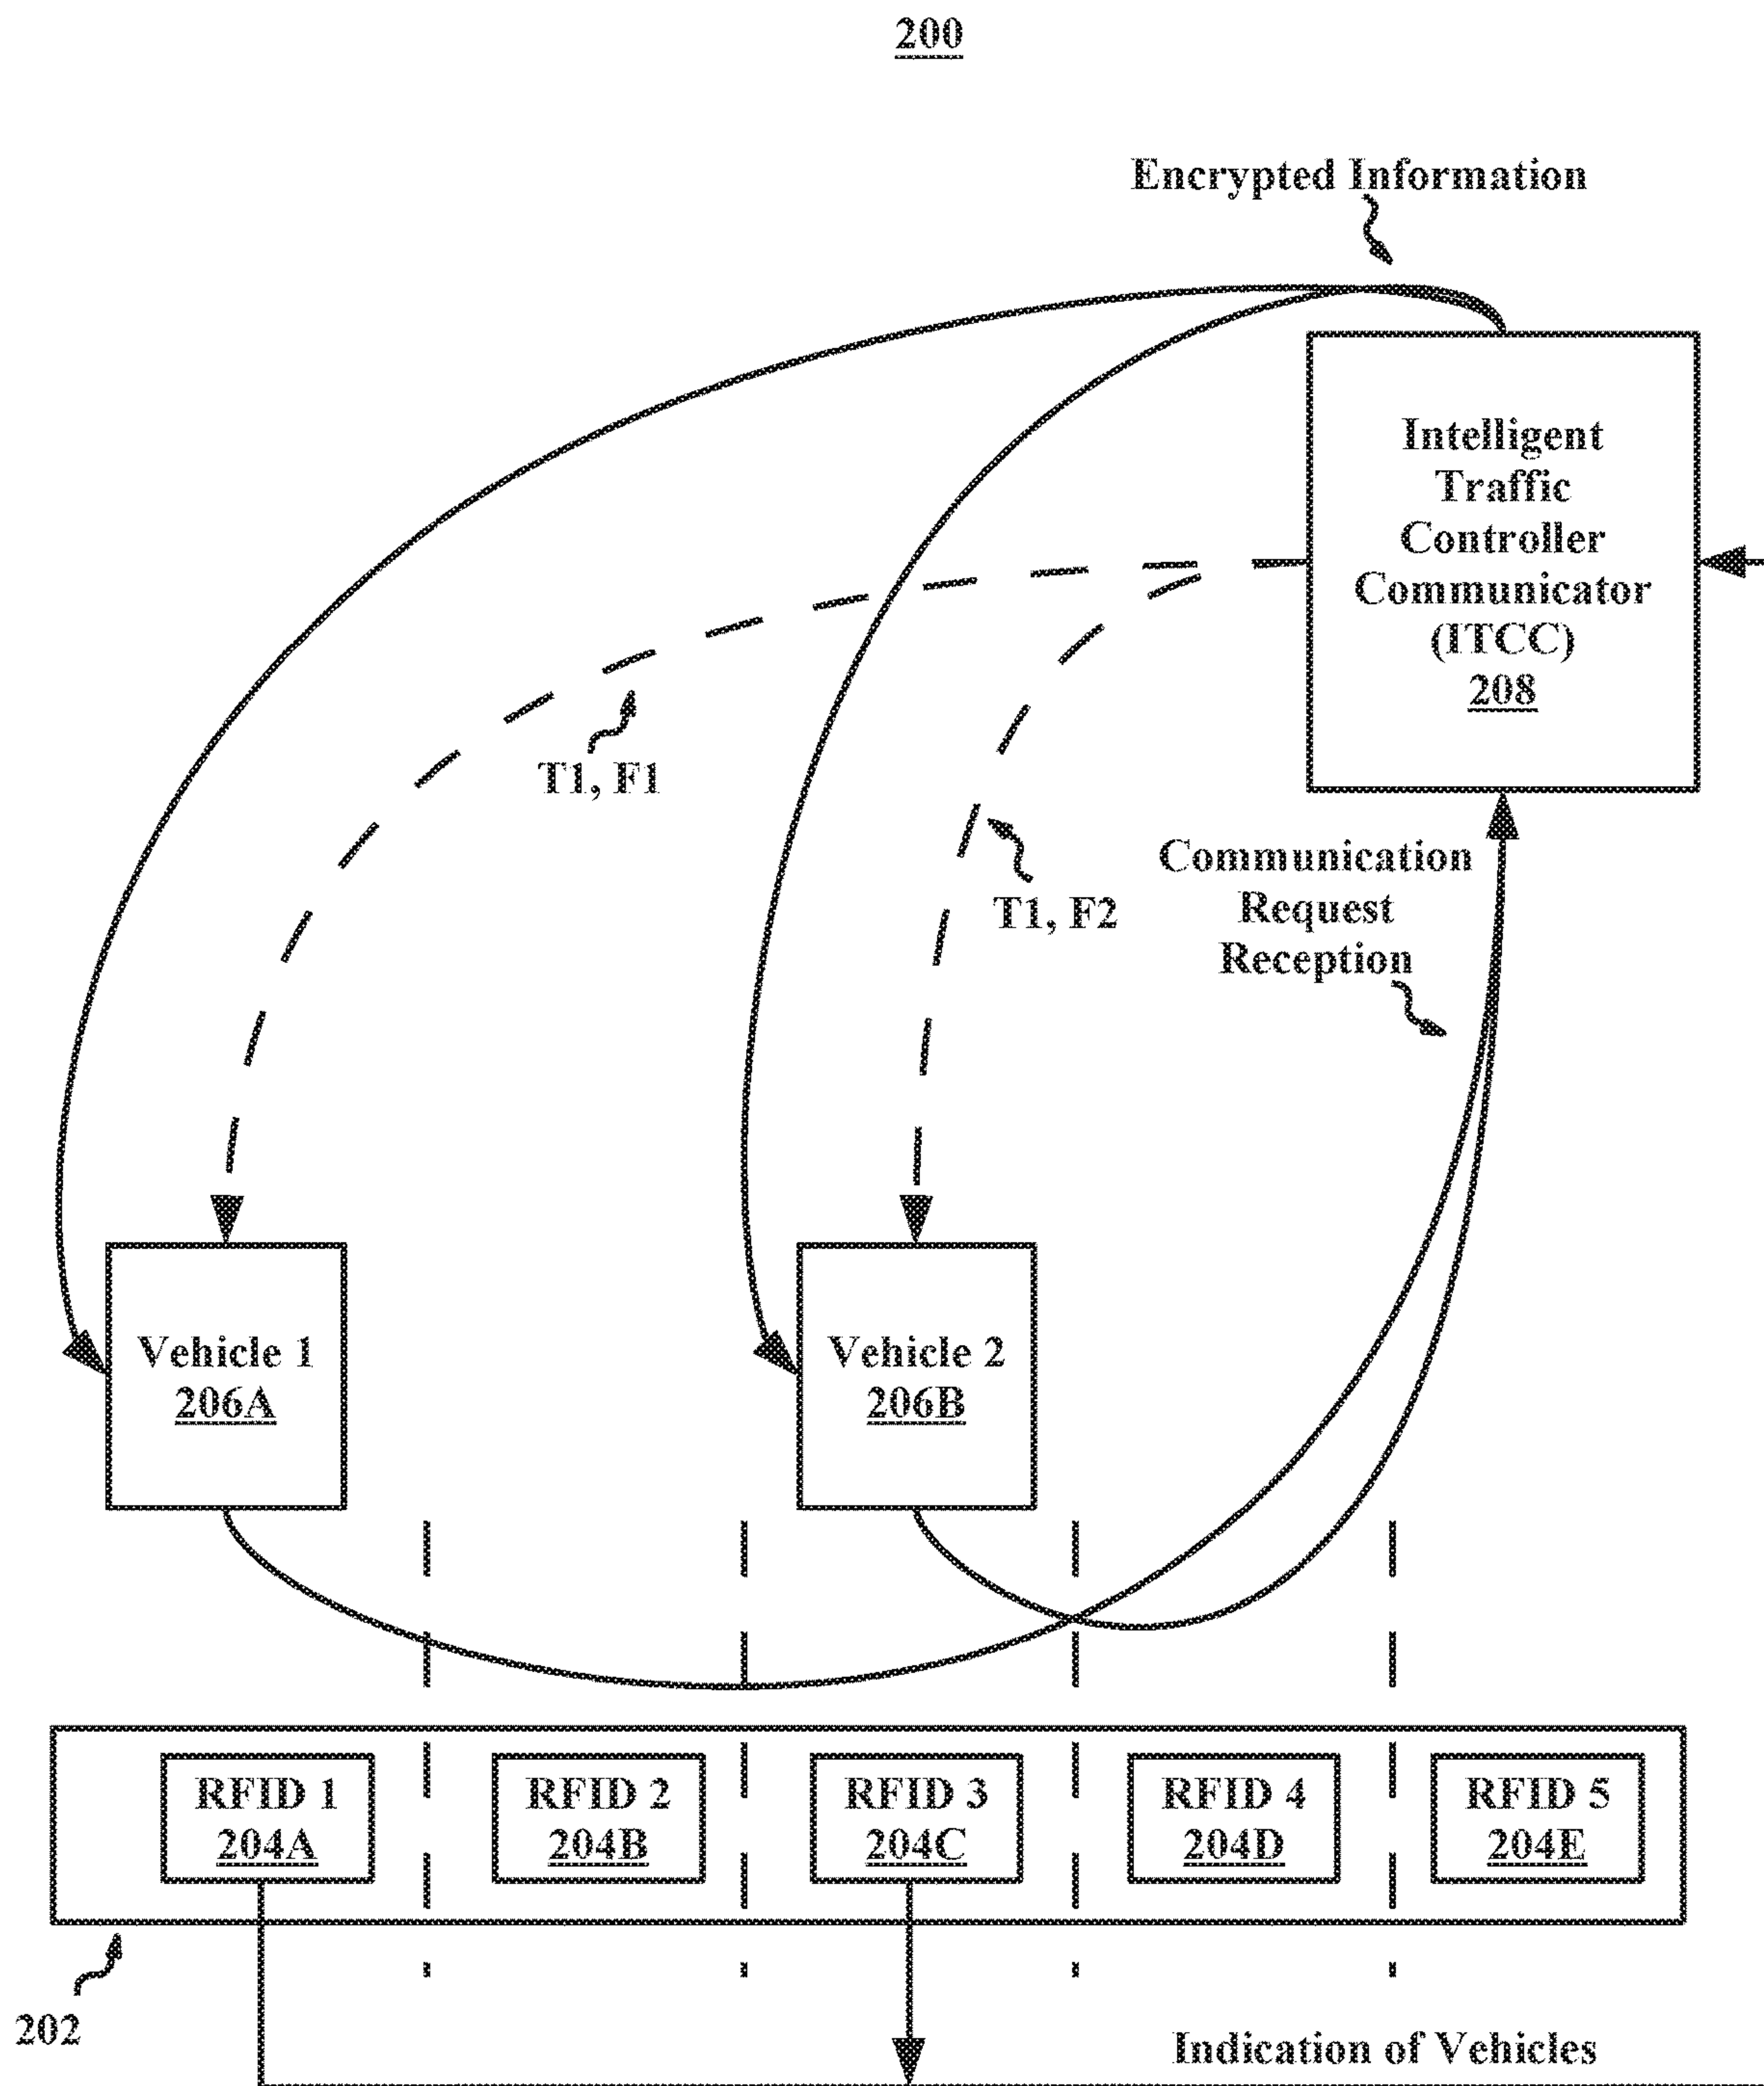 200
Encrypted Information
Intelligent
Traffic
Controller
Communicator
(ITCC)
208
T1, F1
T1, F2
Communication
Request
Reception
Vehicle 1
206A
Vehicle 2
206B
RFID 1
204A
RFID 2
204B
RFID 3
204C
RFID 4
204D
RFID 5
204E
202
Indication of Vehicles